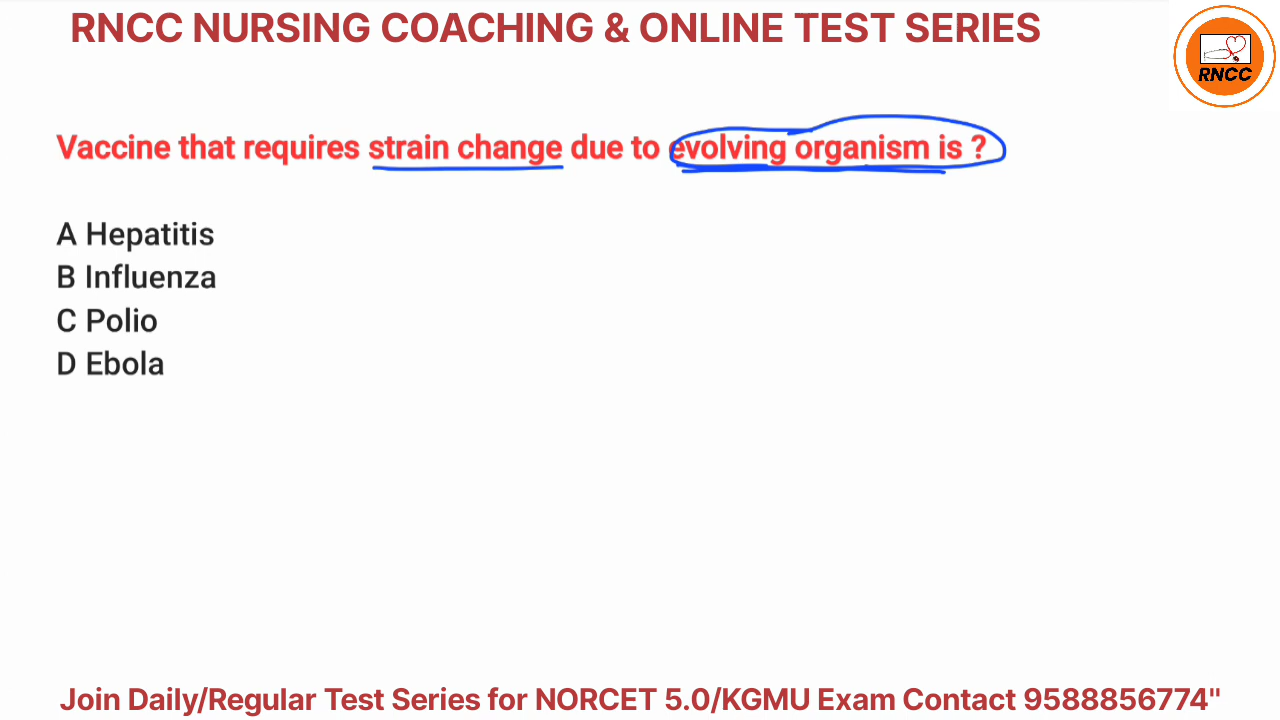 RNCC NURSING COACHING & ONLINE TEST SERIES
RNCC
Vaccine that requires strain change due to evolving organism is ?
A Hepatitis
B Influenza
C Polio
D Ebola
Join Daily/Regular Test Series for NORCET 5.0/KGMU Exam Contact 9588856774"